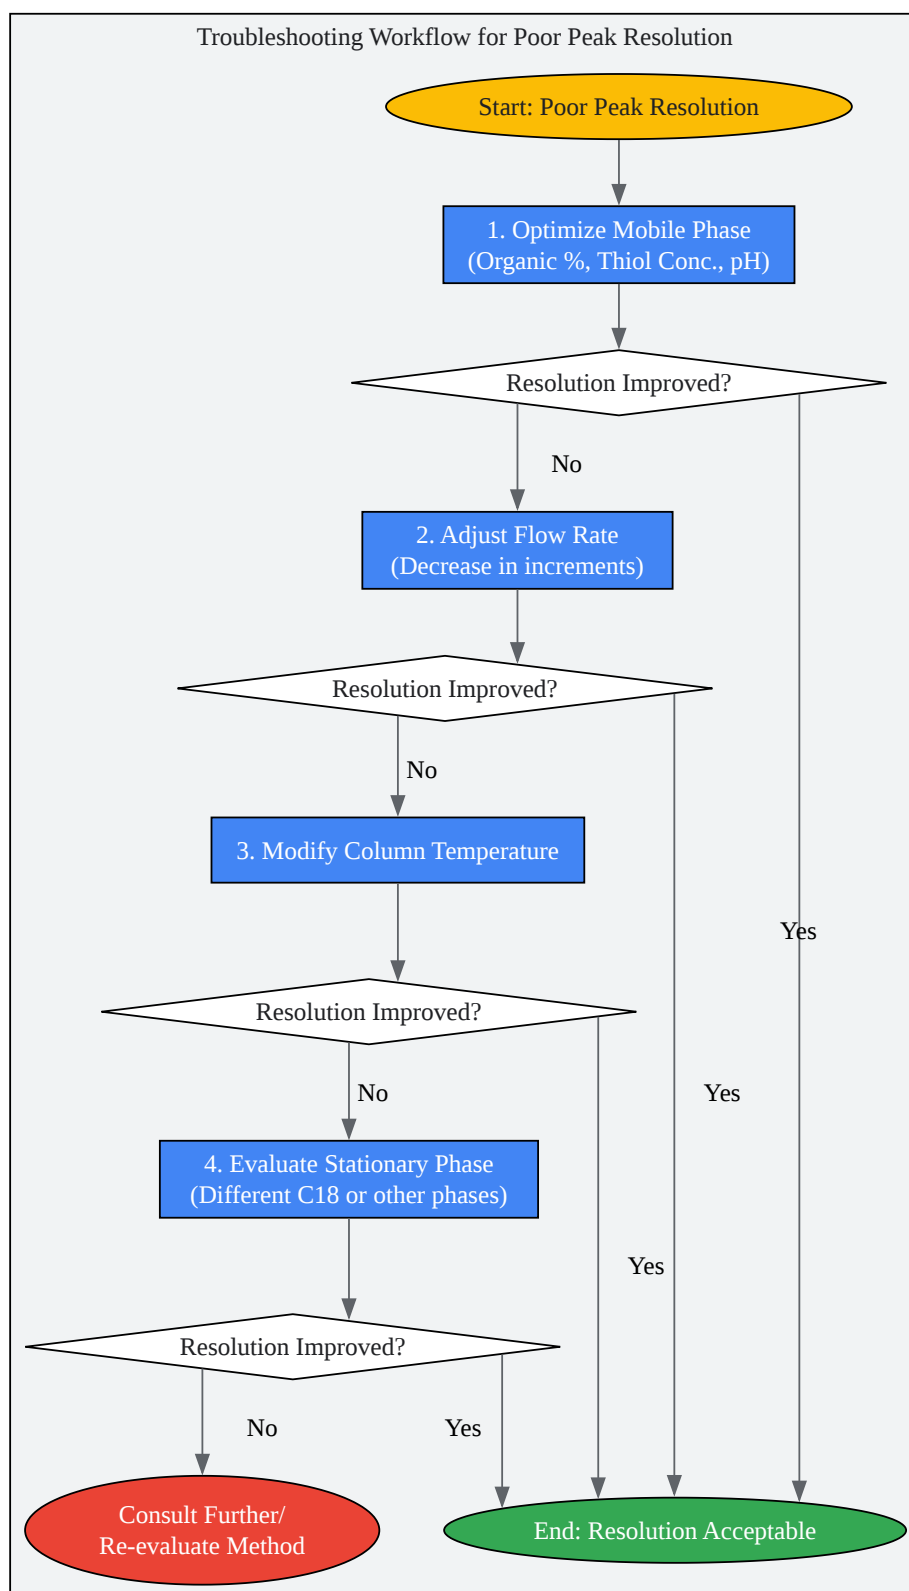 Troubleshooting Workflow for Poor Peak Resolution
Start: Poor Peak Resolution
1. Optimize Mobile Phase
(Organic %, Thiol Conc., pH)
Resolution Improved?
No
2. Adjust Flow Rate
(Decrease in increments)
Resolution Improved?
No
3. Modify Column Temperature
Yes
Resolution Improved?
No
Yes
4. Evaluate Stationary Phase
(Different C18 or other phases)
Yes
Resolution Improved?
No
Yes
Consult Further/
Re-evaluate Method
End: Resolution Acceptable